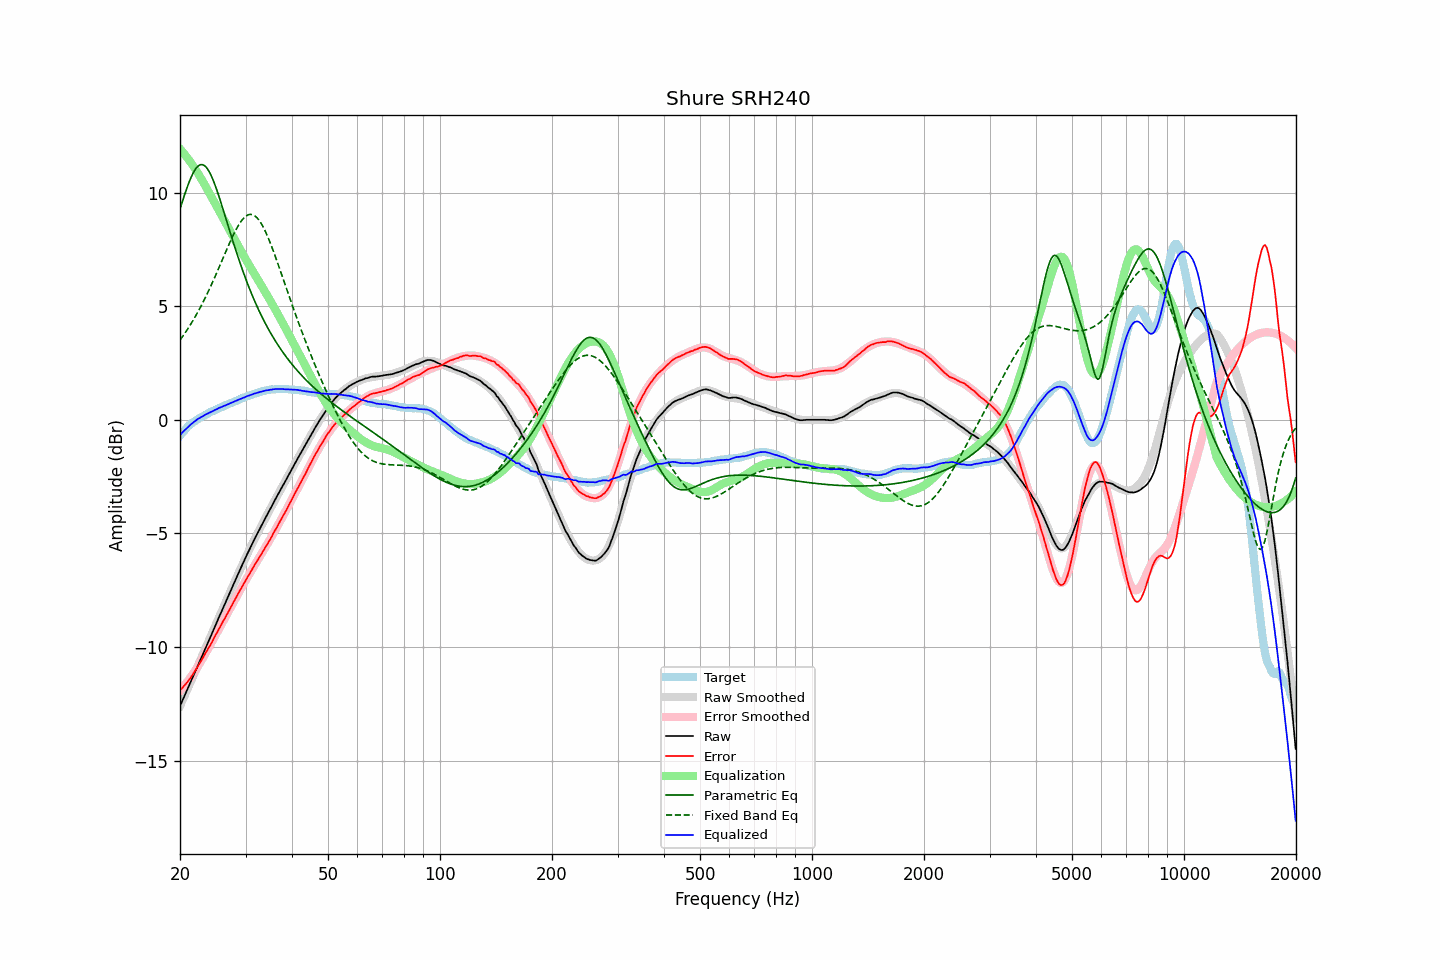 Shure SRH240
Amplitude (dBr)
10
5
0
−5
−10
−15
Target
Raw Smoothed
Error Smoothed
Raw
Error
Equalization
Parametric Eq
Fixed Band Eq
Equalized
20 50 100 200 500 1000 2000 5000 10000 20000
Frequency (Hz)